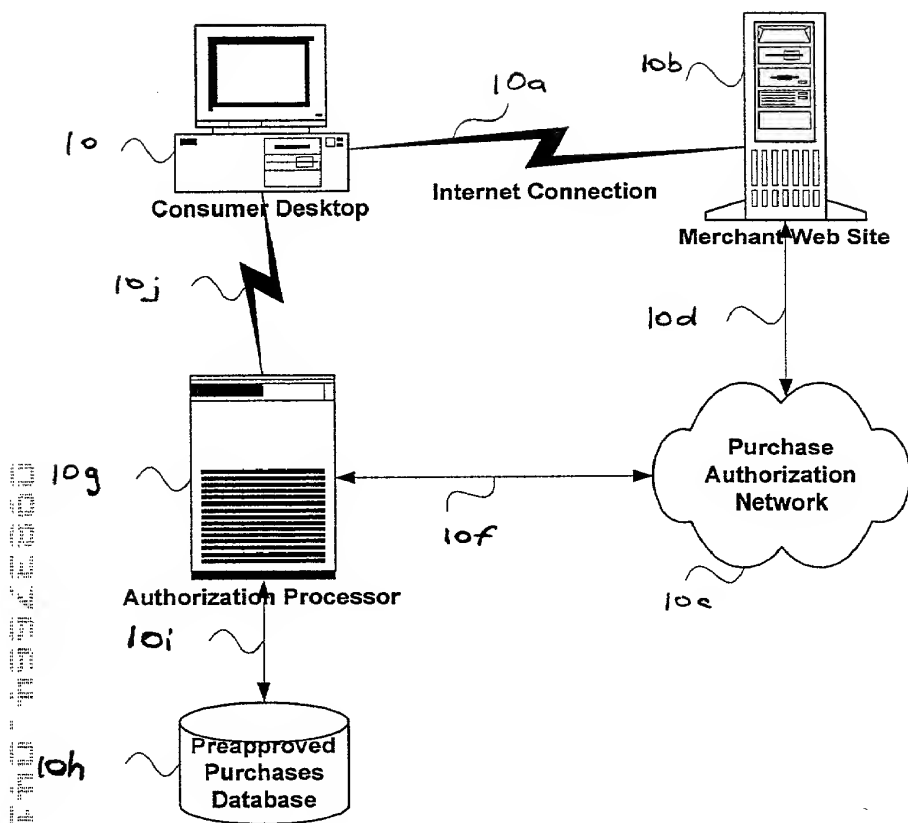 10
10a
10b
Internet Connection
Consumer Desktop
Merchant Web Site
10j
10d
Purchase
Authorization
Network
10g
10f
10e
Authorization Processor
10i
10h
Preapproved
Purchases
Database